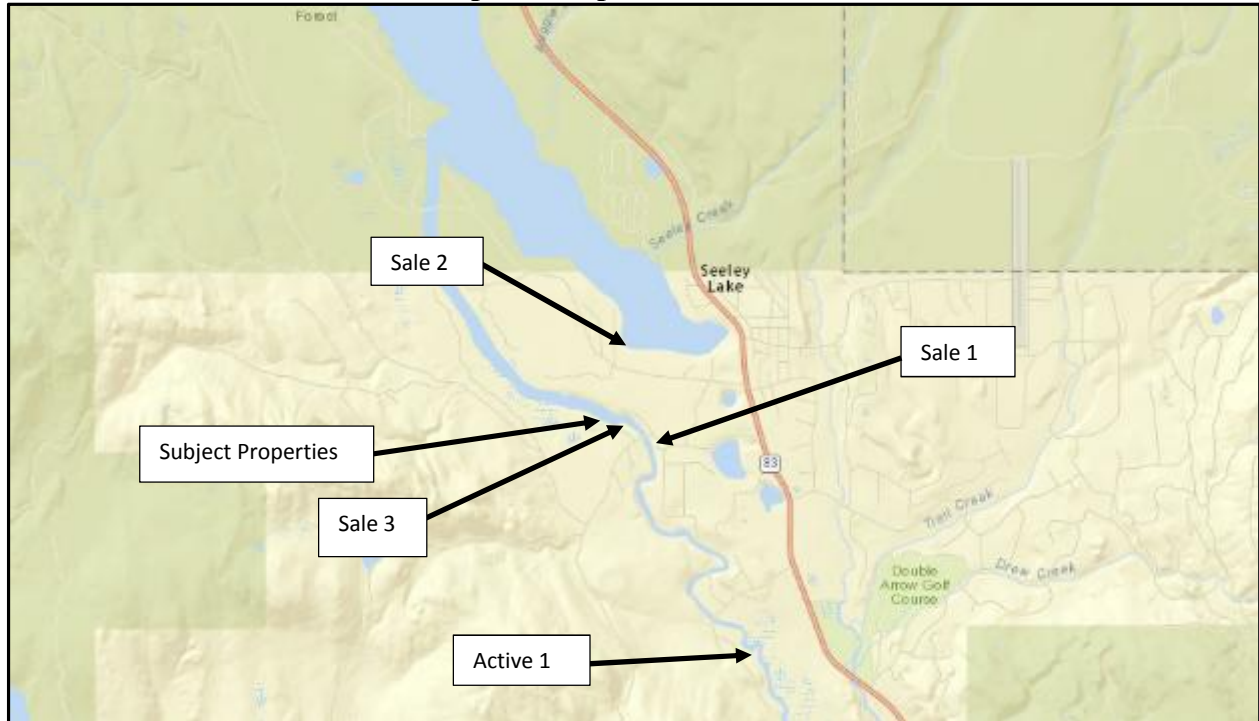 Forest
Seeley Creek
Sale 2
Seeley
Lake
Sale 1
Subject Properties
83
Sale 3
Trail Creek
Drew Creek
Double
Arrow Golf
Course
Active 1